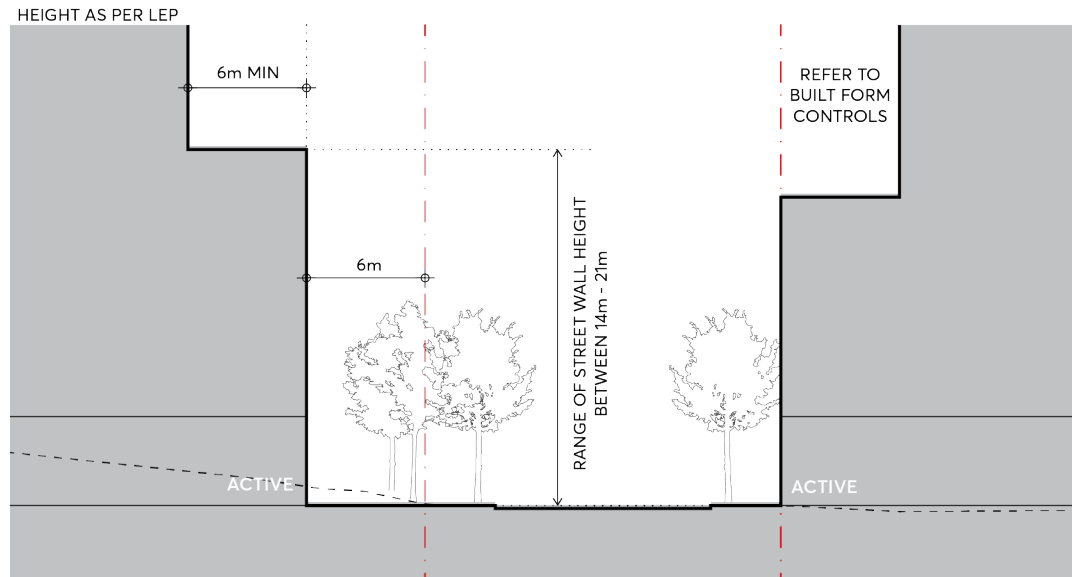 HEIGHT AS PER LEP
6m MIN
REFER TO
BUILT FORM
CONTROLS
6m
RANGE OF STREET WALL HEIGHT
BETWEEN 14m - 21m
ACTIVE
ACTIVE